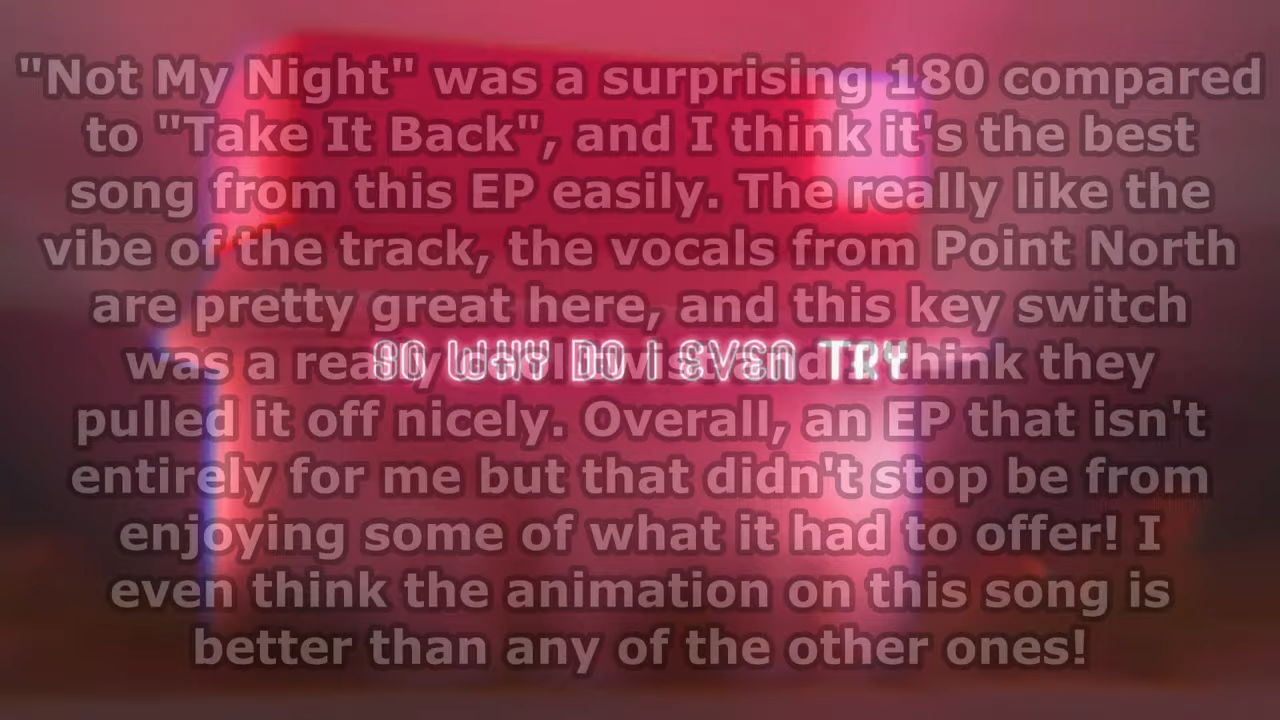 "Not My Night" was a surprising 180 compared
to "Take It Back", and I think it's the best
song from this EP easily. The really like the
vibe of the track, the vocals from Point North
are pretty great here, and this key switch
was a really think they
SO WHY DO I EVEN TRY
pulled it off nicely. Overall, an EP that isn't
entirely for me but that didn't stop be from
enjoying some of what it had to offer! I
even think the animation on this song is
better than any of the other ones!